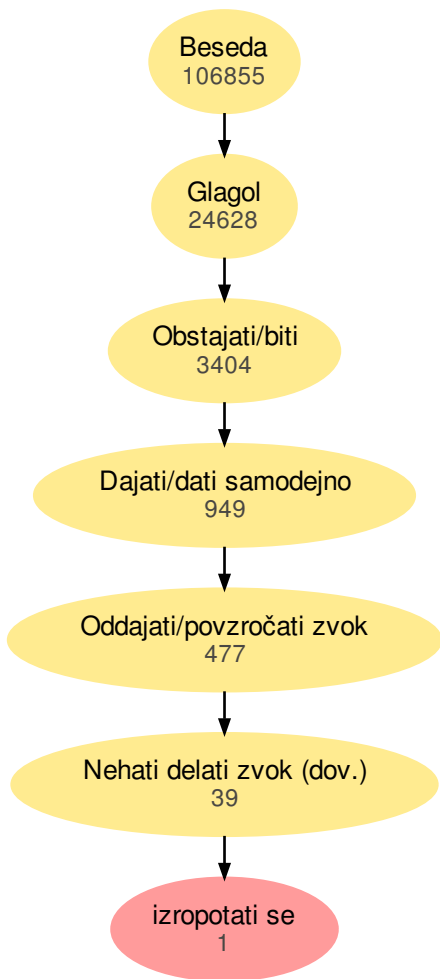 Beseda
106855
Glagol
24628
Obstajati/biti
3404
Dajati/dati samodejno
949
Oddajati/povzročati zvok
477
Nehati delati zvok (dov.)
39
izropotati se
1